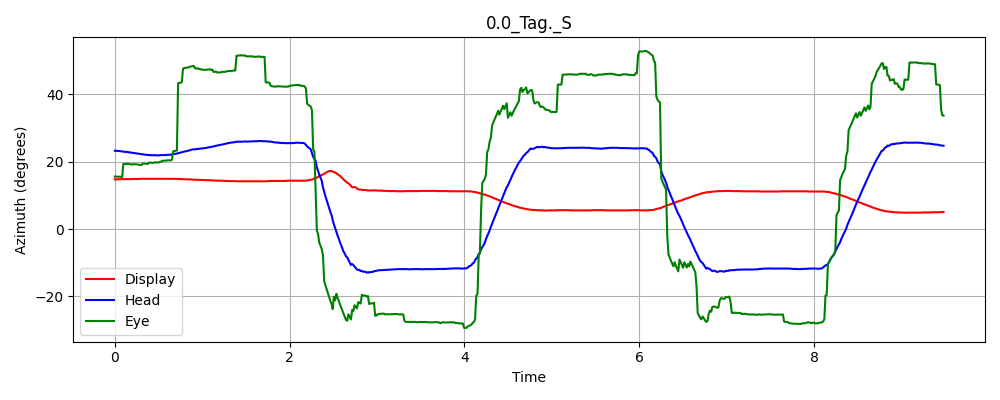 0.0_Tag._S
Azimuth (degrees)
40
20
0
−20
Display
Head
Eye
0 2 4 6 8
Time